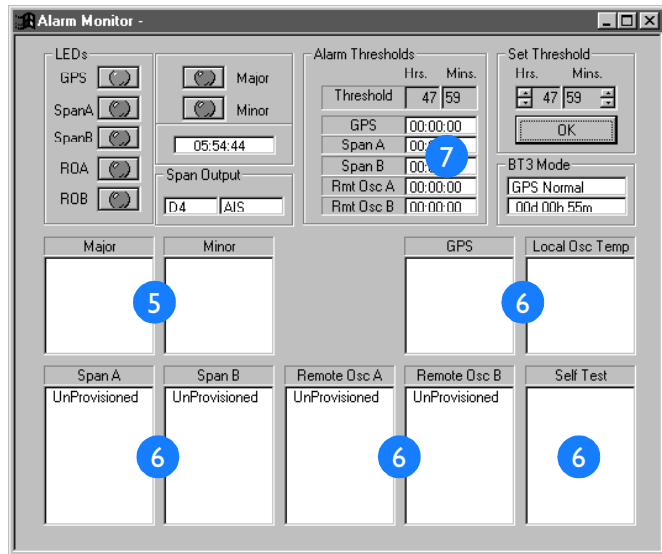 Alarm Monitor -
LEDs
GPS
SpanA
SpanB
ROA
ROB
Major
Minor
05:54:44
Span Output
D4 AIS
Alarm Thresholds
Hrs. Mins.
Threshold 47 59
GPS 00:00:00
Span A
Span B
Rmt Osc A 00:00:00
Rmt Osc B 00:00:00
7
Set Threshold
Hrs. Mins.
47 59
OK
BT3 Mode
GPS Normal
00d 00h 55m
Major Minor
5
GPS Local Osc Temp
6
Span A Span B Remote Osc A Remote Osc B Self Test
UnProvisioned UnProvisioned UnProvisioned UnProvisioned
6 6 6